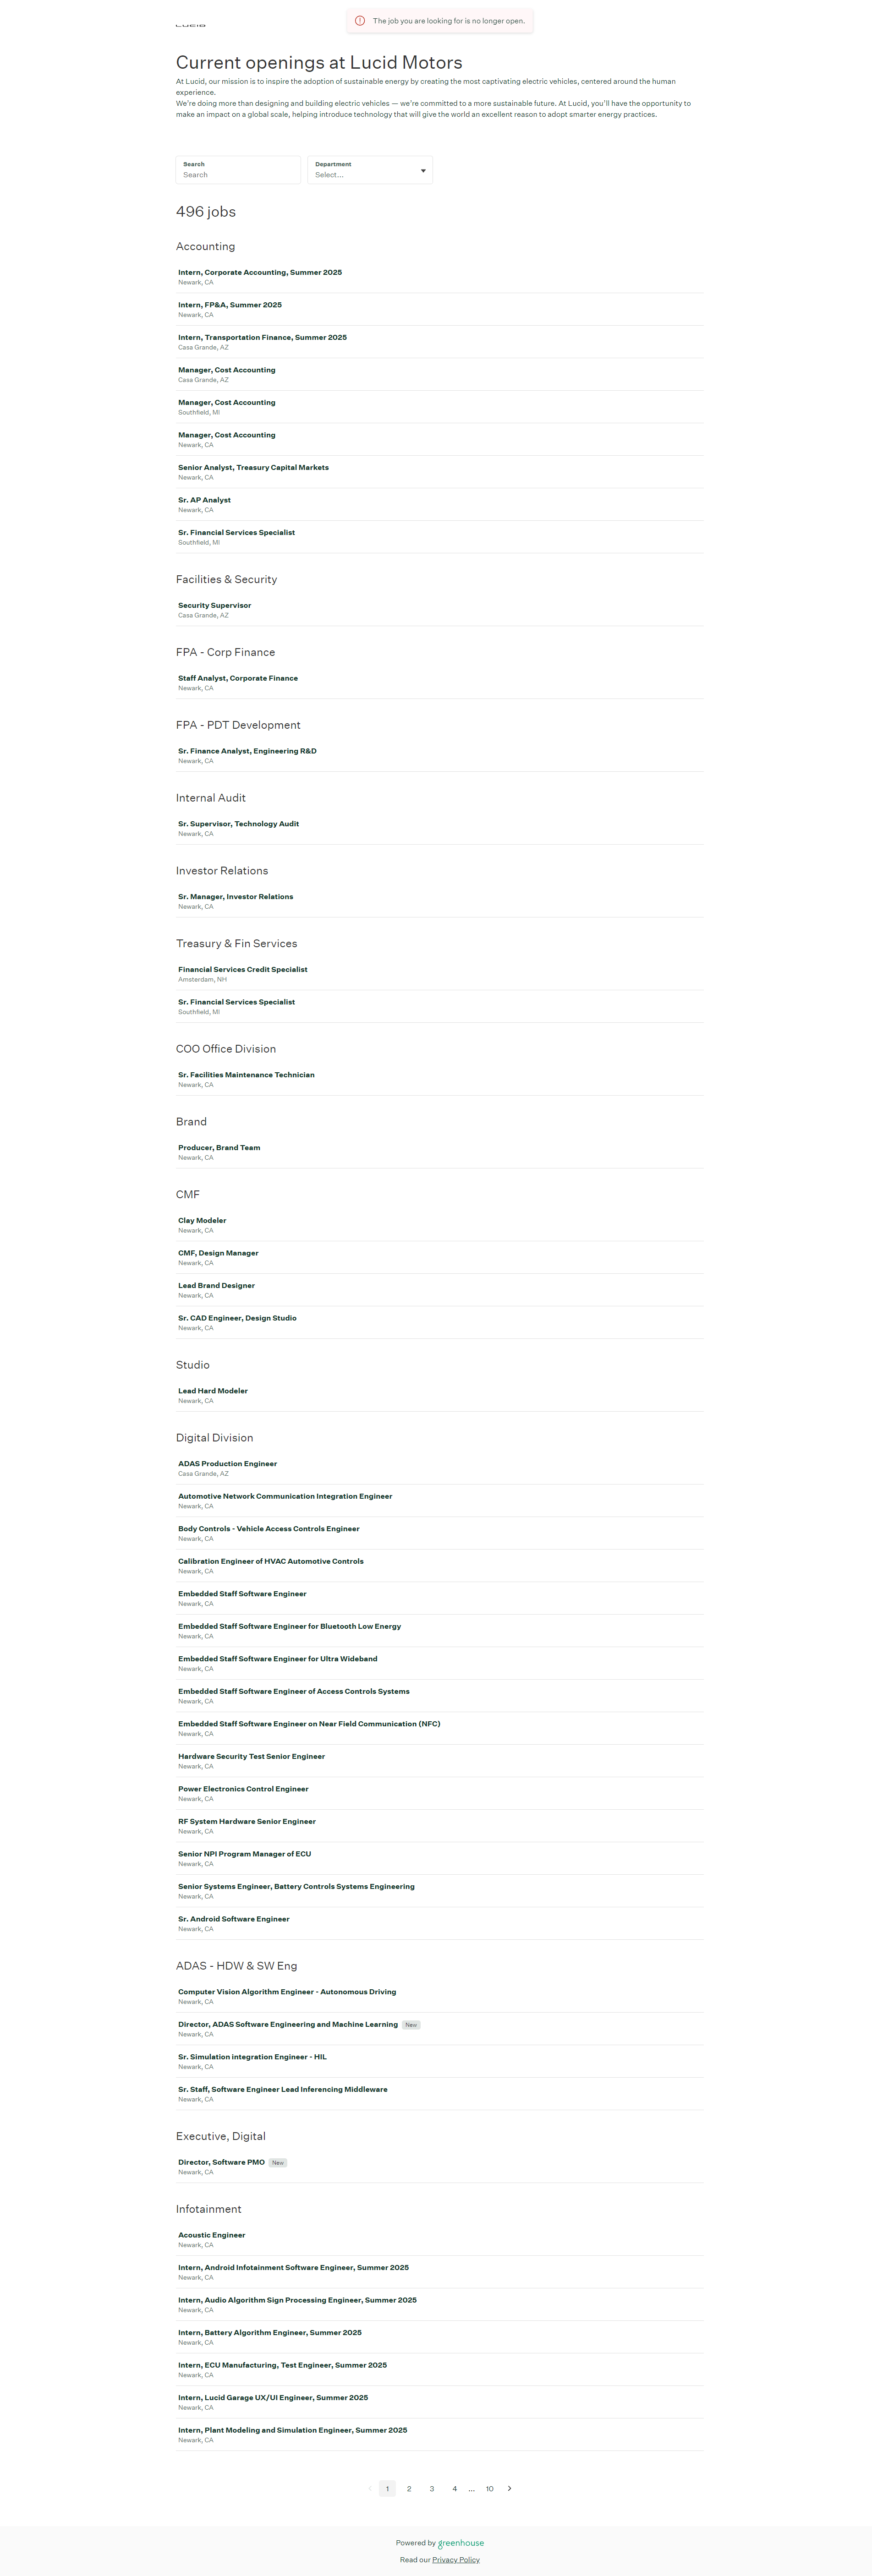 LUCID
The job you are looking for is no longer open.
Current openings at Lucid Motors
At Lucid, our mission is to inspire the adoption of sustainable energy by creating the most captivating electric vehicles, centered around the human
experience.
We’re doing more than designing and building electric vehicles — we’re committed to a more sustainable future. At Lucid, you’ll have the opportunity to
make an impact on a global scale, helping introduce technology that will give the world an excellent reason to adopt smarter energy practices.
Search
Search
Department
Select...
496 jobs
Accounting
Intern, Corporate Accounting, Summer 2025
Newark, CA
Intern, FP&A, Summer 2025
Newark, CA
Intern, Transportation Finance, Summer 2025
Casa Grande, AZ
Manager, Cost Accounting
Casa Grande, AZ
Manager, Cost Accounting
Southfield, MI
Manager, Cost Accounting
Newark, CA
Senior Analyst, Treasury Capital Markets
Newark, CA
Sr. AP Analyst
Newark, CA
Sr. Financial Services Specialist
Southfield, MI
Facilities & Security
Security Supervisor
Casa Grande, AZ
FPA - Corp Finance
Staff Analyst, Corporate Finance
Newark, CA
FPA - PDT Development
Sr. Finance Analyst, Engineering R&D
Newark, CA
Internal Audit
Sr. Supervisor, Technology Audit
Newark, CA
Investor Relations
Sr. Manager, Investor Relations
Newark, CA
Treasury & Fin Services
Financial Services Credit Specialist
Amsterdam, NH
Sr. Financial Services Specialist
Southfield, MI
COO Office Division
Sr. Facilities Maintenance Technician
Newark, CA
Brand
Producer, Brand Team
Newark, CA
CMF
Clay Modeler
Newark, CA
CMF, Design Manager
Newark, CA
Lead Brand Designer
Newark, CA
Sr. CAD Engineer, Design Studio
Newark, CA
Studio
Lead Hard Modeler
Newark, CA
Digital Division
ADAS Production Engineer
Casa Grande, AZ
Automotive Network Communication Integration Engineer
Newark, CA
Body Controls - Vehicle Access Controls Engineer
Newark, CA
Calibration Engineer of HVAC Automotive Controls
Newark, CA
Embedded Staff Software Engineer
Newark, CA
Embedded Staff Software Engineer for Bluetooth Low Energy
Newark, CA
Embedded Staff Software Engineer for Ultra Wideband
Newark, CA
Embedded Staff Software Engineer of Access Controls Systems
Newark, CA
Embedded Staff Software Engineer on Near Field Communication (NFC)
Newark, CA
Hardware Security Test Senior Engineer
Newark, CA
Power Electronics Control Engineer
Newark, CA
RF System Hardware Senior Engineer
Newark, CA
Senior NPI Program Manager of ECU
Newark, CA
Senior Systems Engineer, Battery Controls Systems Engineering
Newark, CA
Sr. Android Software Engineer
Newark, CA
ADAS - HDW & SW Eng
Computer Vision Algorithm Engineer - Autonomous Driving
Newark, CA
Director, ADAS Software Engineering and Machine Learning New
Newark, CA
Sr. Simulation integration Engineer - HIL
Newark, CA
Sr. Staff, Software Engineer Lead Inferencing Middleware
Newark, CA
Executive, Digital
Director, Software PMO New
Newark, CA
Infotainment
Acoustic Engineer
Newark, CA
Intern, Android Infotainment Software Engineer, Summer 2025
Newark, CA
Intern, Audio Algorithm Sign Processing Engineer, Summer 2025
Newark, CA
Intern, Battery Algorithm Engineer, Summer 2025
Newark, CA
Intern, ECU Manufacturing, Test Engineer, Summer 2025
Newark, CA
Intern, Lucid Garage UX/UI Engineer, Summer 2025
Newark, CA
Intern, Plant Modeling and Simulation Engineer, Summer 2025
Newark, CA
1 2 3 4 ... 10
Powered by greenhouse
Read our Privacy Policy